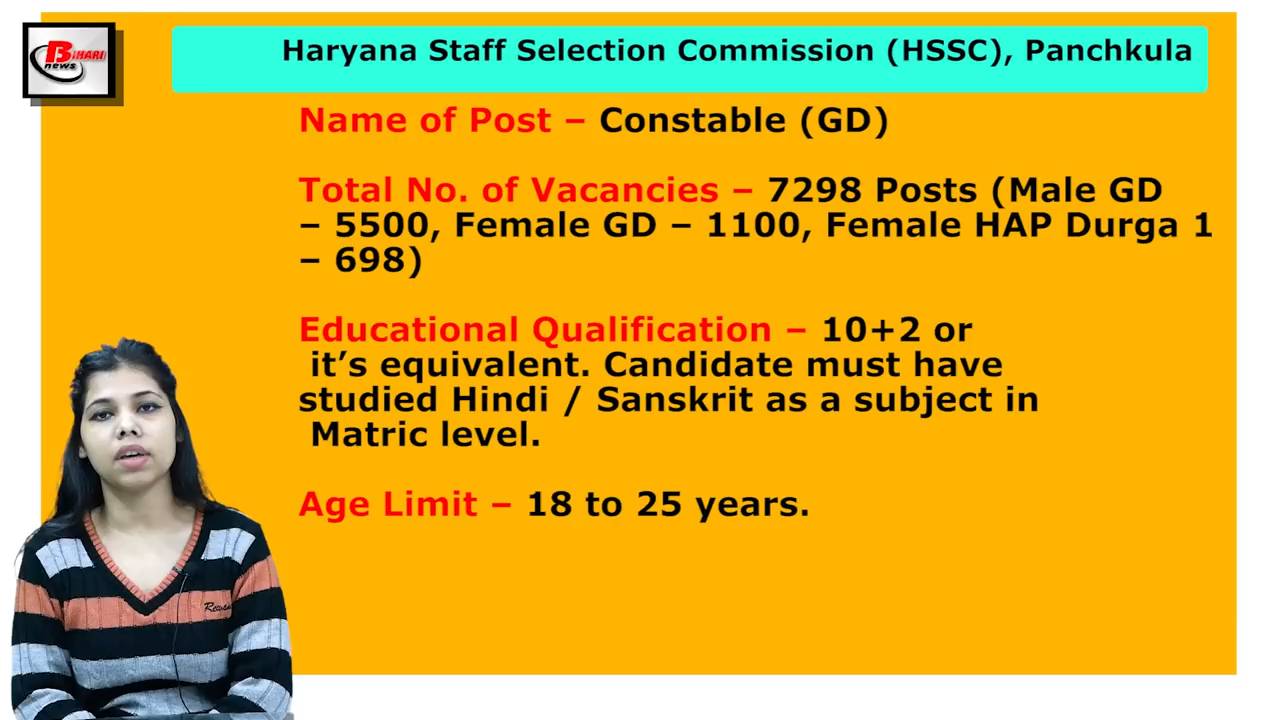 BIHARI
news
Haryana Staff Selection Commission (HSSC), Panchkula
Name of Post – Constable (GD)
Total No. of Vacancies – 7298 Posts (Male GD
– 5500, Female GD – 1100, Female HAP Durga 1
– 698)
Educational Qualification – 10+2 or
it’s equivalent. Candidate must have
studied Hindi / Sanskrit as a subject in
Matric level.
Age Limit – 18 to 25 years.